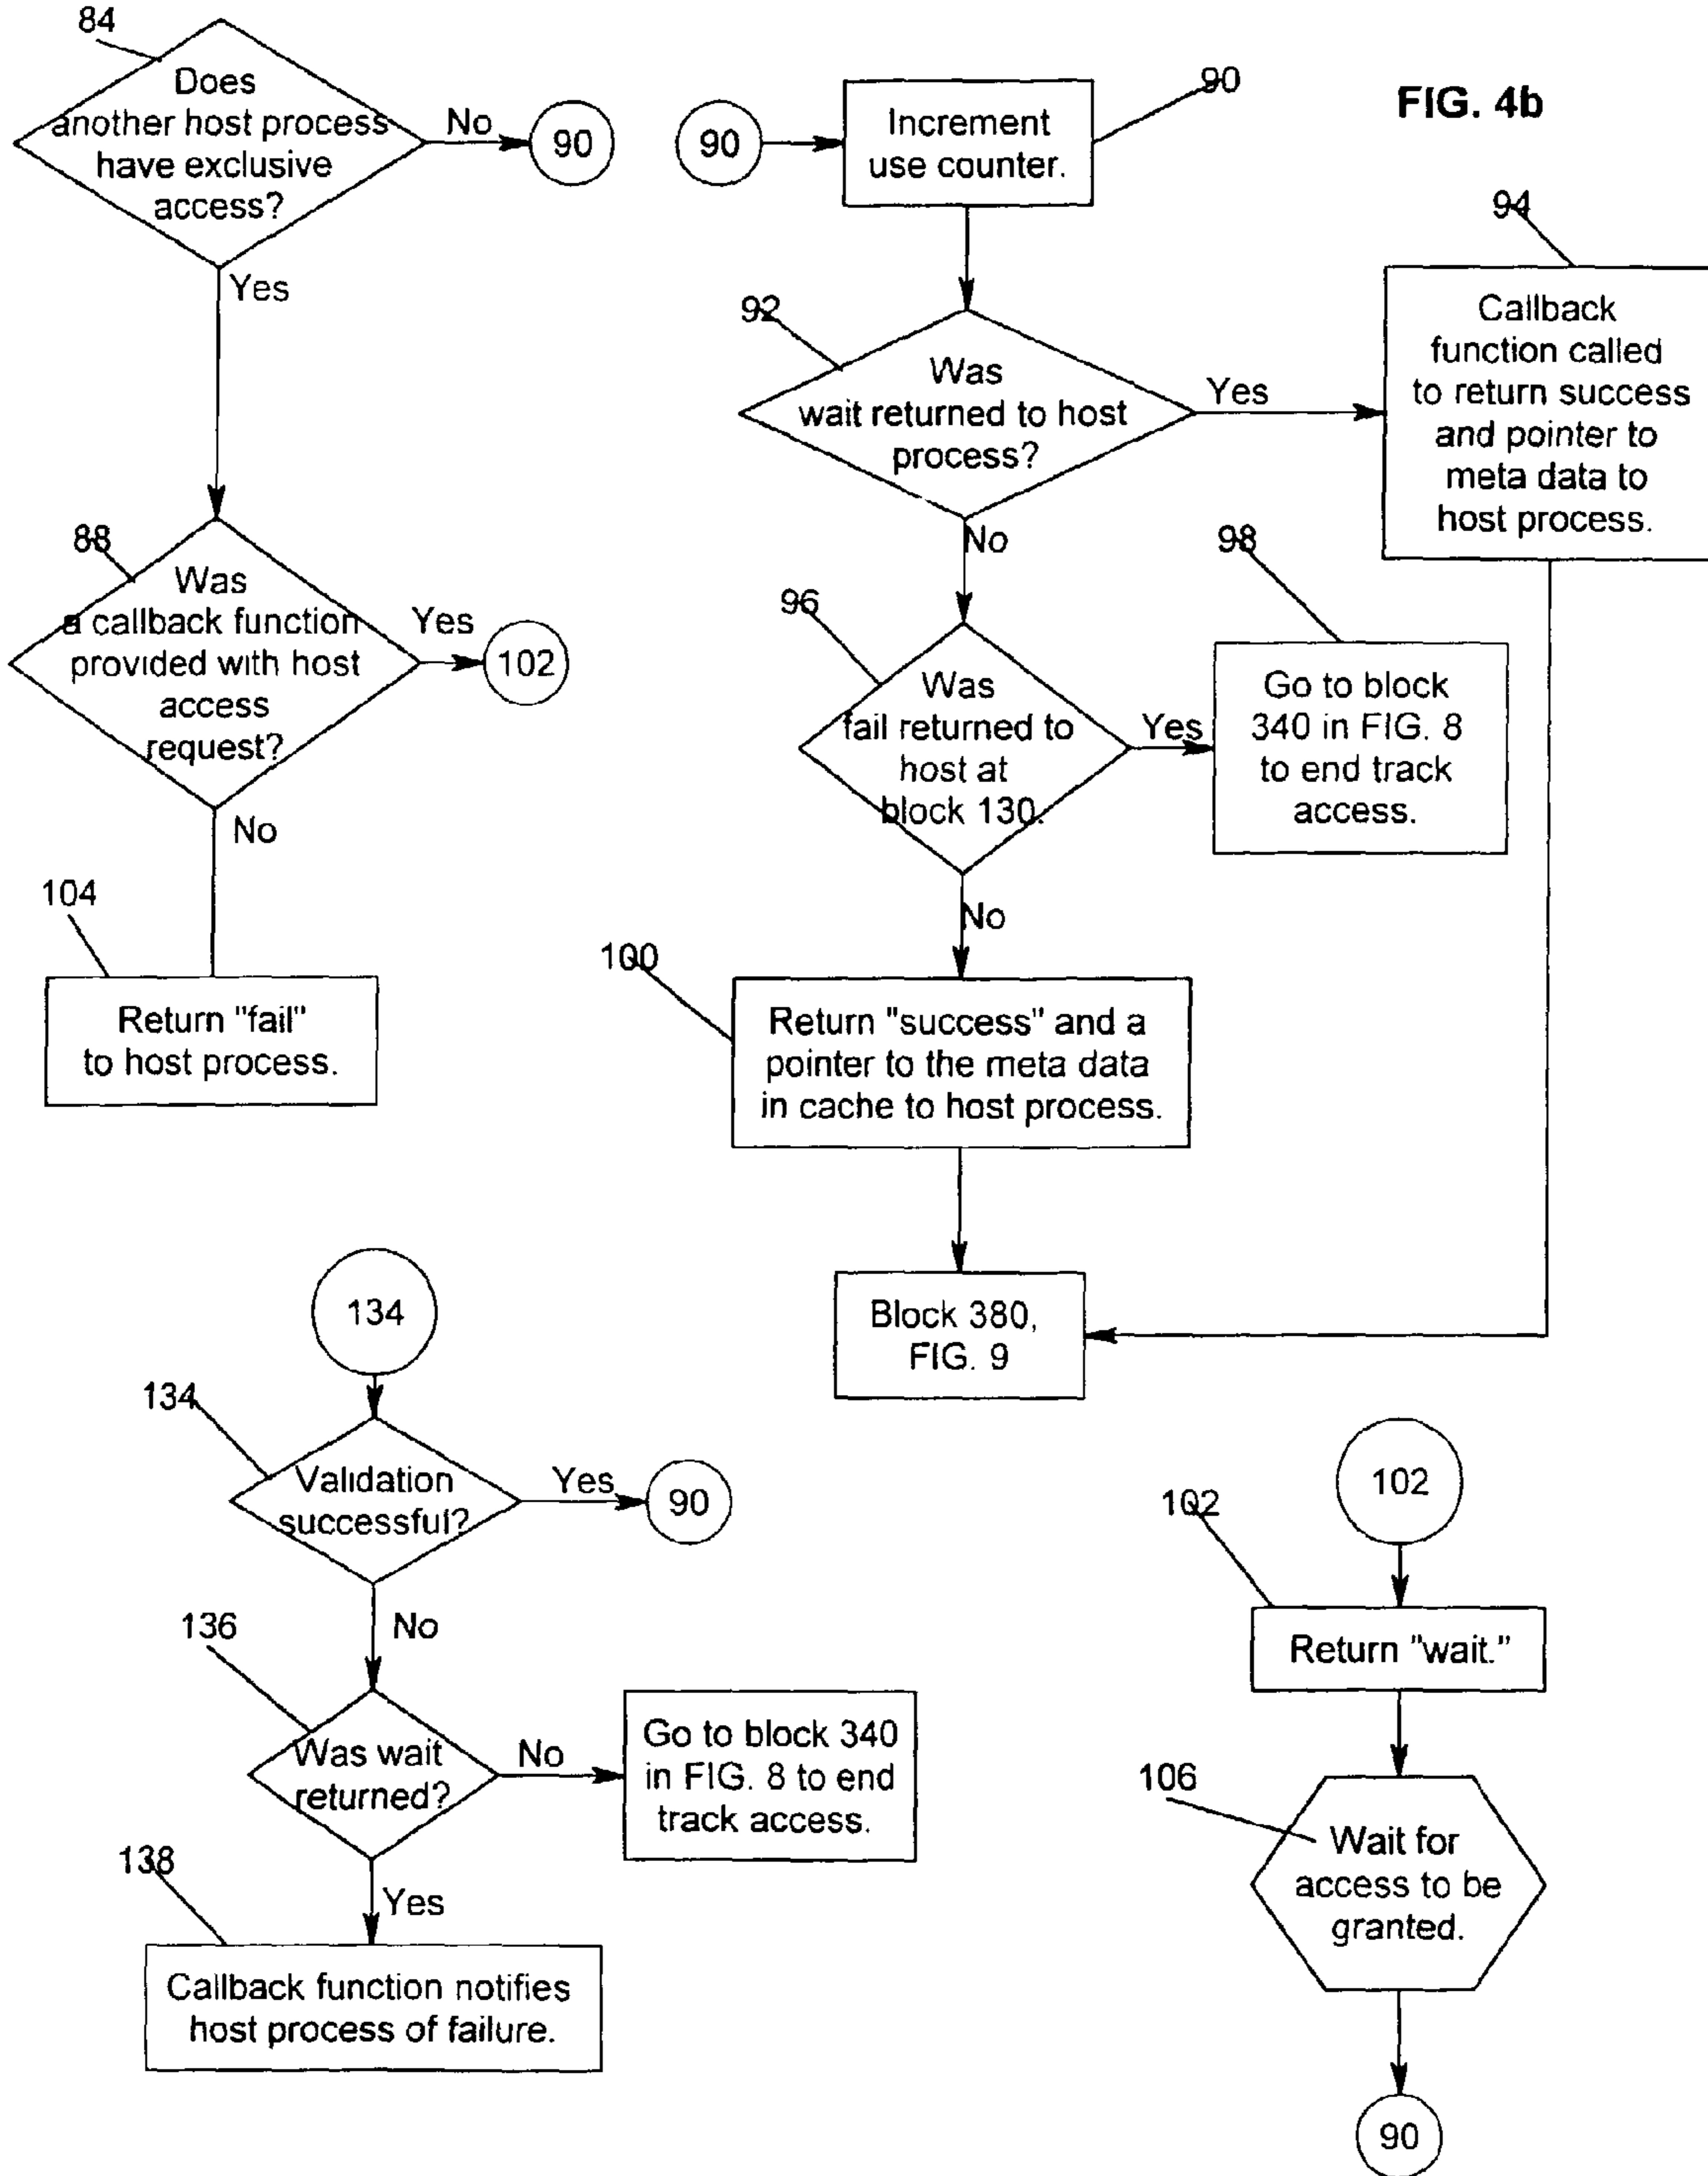 84
Does
another host process
have exclusive
access?
No
90
Yes
88
Was
a callback function
provided with host
access
request?
Yes
102
No
104
Return "fail"
to host process.
90
Increment
use counter.
90
FIG. 4b
92
Was
wait returned to host
process?
Yes
94
Callback
function called
to return success
and pointer to
meta data to
host process.
No
96
Was
fail returned to
host at
block 130.
Yes
98
Go to block
340 in FIG. 8
to end track
access.
No
100
Return "success" and a
pointer to the meta data
in cache to host process.
Block 380,
FIG. 9
134
134
Validation
successful?
Yes
90
No
136
Was wait
returned?
No
Go to block 340
in FIG. 8 to end
track access.
Yes
138
Callback function notifies
host process of failure.
102
102
Return "wait."
106
Wait for
access to be
granted.
90